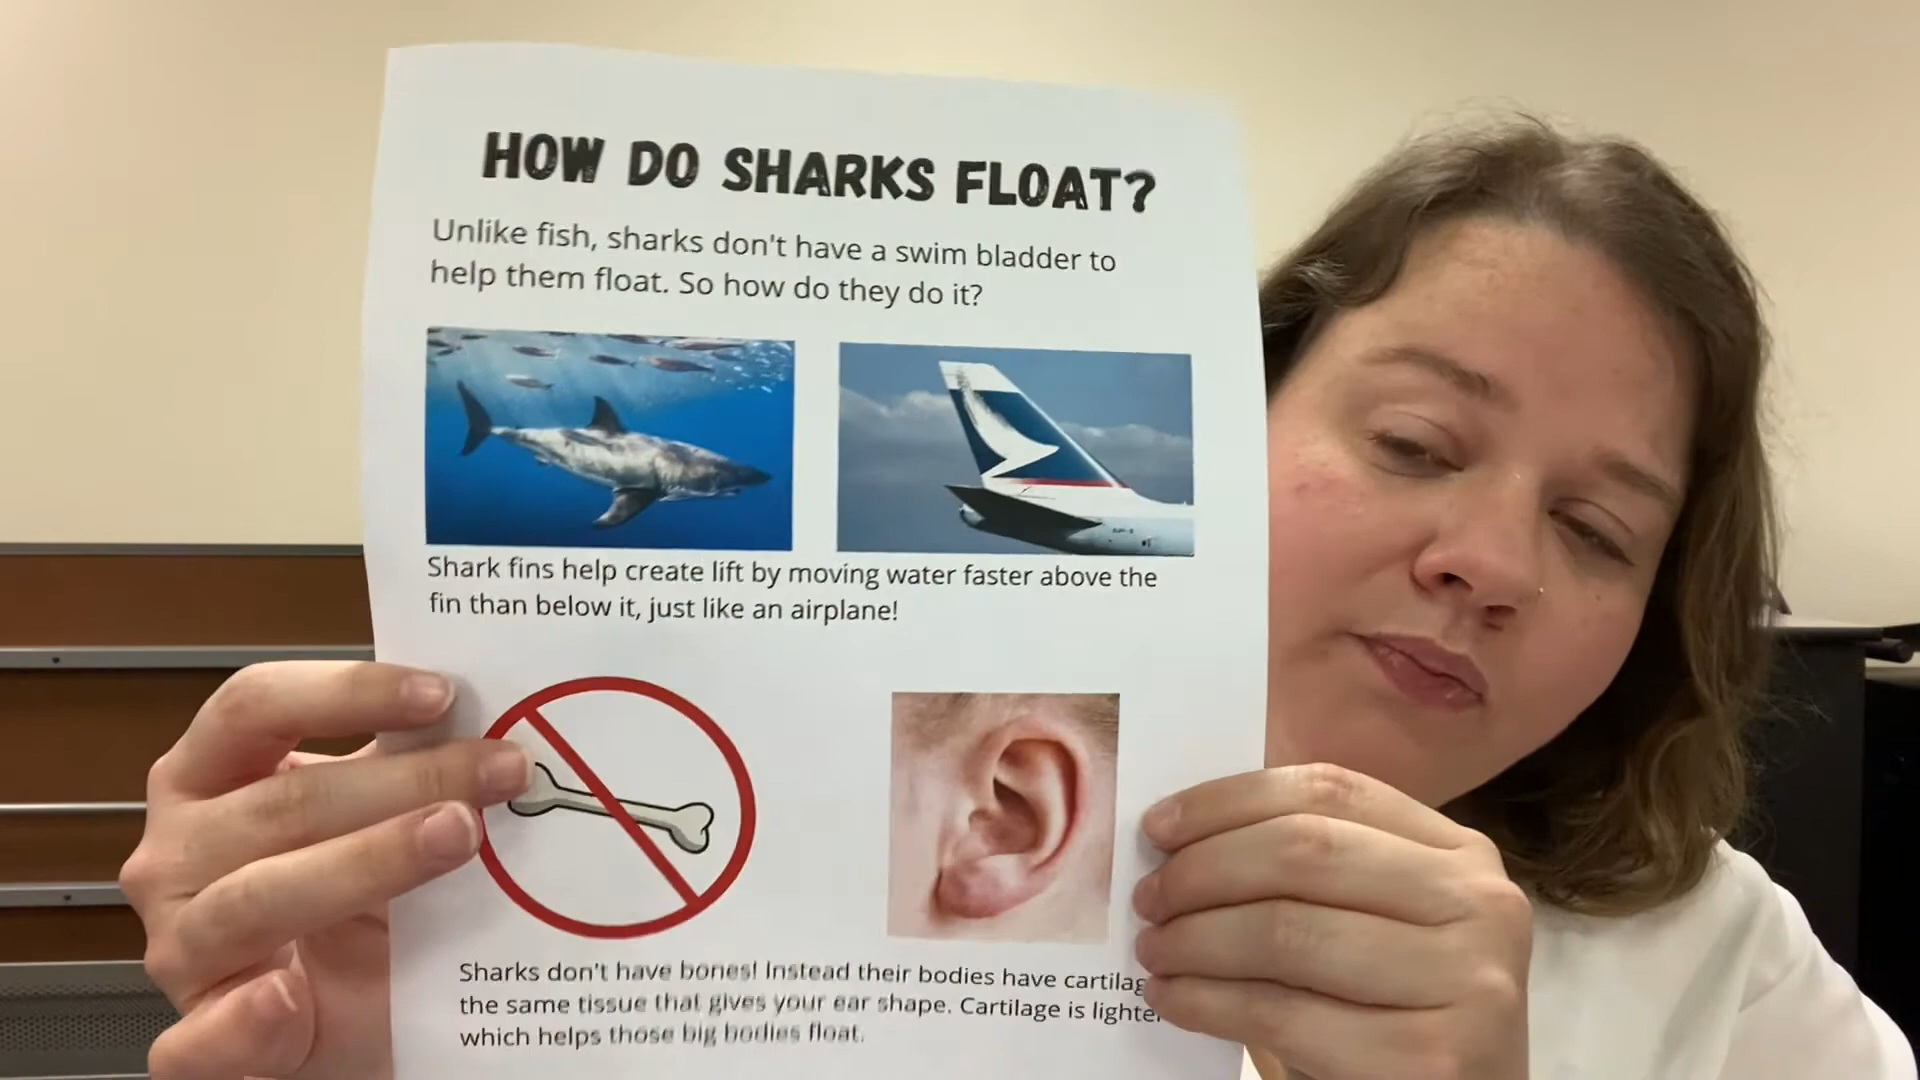 HOW DO SHARKS FLOAT?
Unlike fish, sharks don't have a swim bladder to
help them float. So how do they do it?
Shark fins help create lift by moving water faster above the
fin than below it, just like an airplane!
Sharks don't have bones! Instead their bodies have cartilag
the same tissue that gives your ear shape. Cartilage is lighter
which helps those big bodies float.